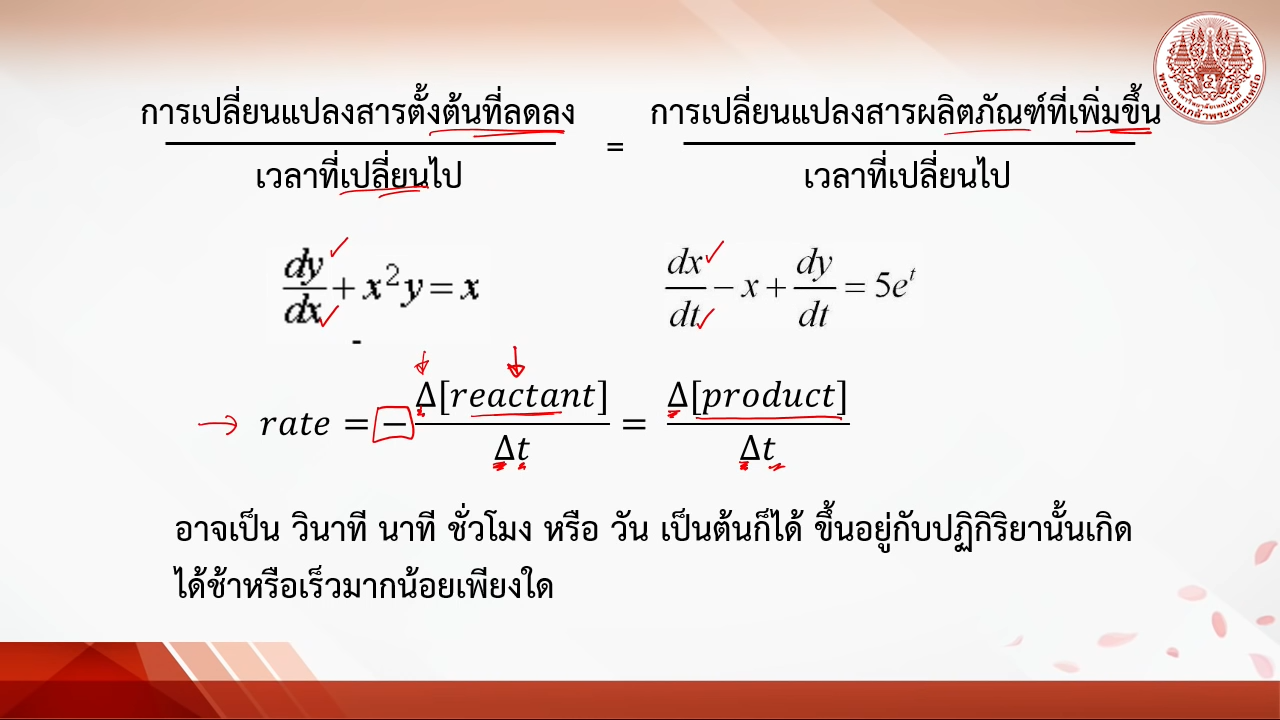 การเปลี่ยนแปลงสารตั้งต้นที่ลดลง / เวลาที่เปลี่ยนไป = การเปลี่ยนแปลงสารผลิตภัณฑ์ที่เพิ่มขึ้น / เวลาที่เปลี่ยนไป
dy/dx + x²y = x
dx/dt − x + dy/dt = 5eᵗ
-
rate = − Δ[reactant] / Δt = Δ[product] / Δt
อาจเป็น วินาที นาที ชั่วโมง หรือ วัน เป็นต้นก็ได้ ขึ้นอยู่กับปฏิกิริยานั้นเกิด
ได้ช้าหรือเร็วมากน้อยเพียงใด